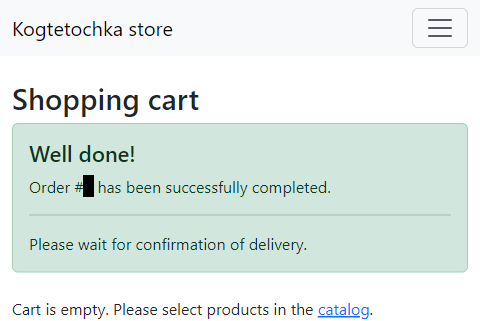 Kogtetochka store
Shopping cart
Well done!
Order # has been successfully completed.
Please wait for confirmation of delivery.
Cart is empty. Please select products in the catalog.